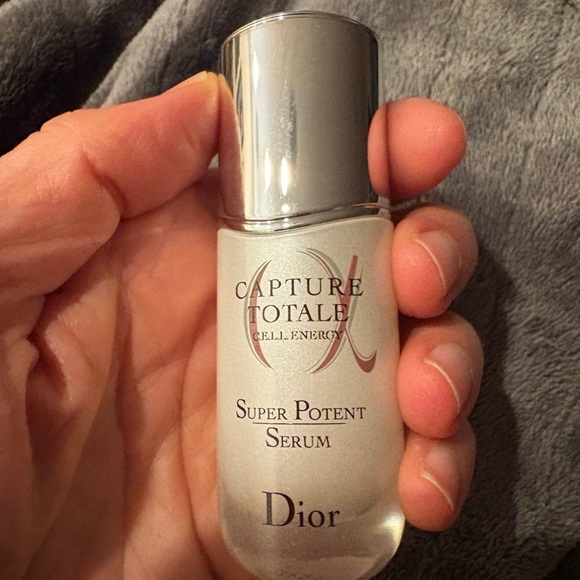 CAPTURE
TOTALE
C.E.L.L. ENERGY
SUPER POTENT
SERUM
Dior